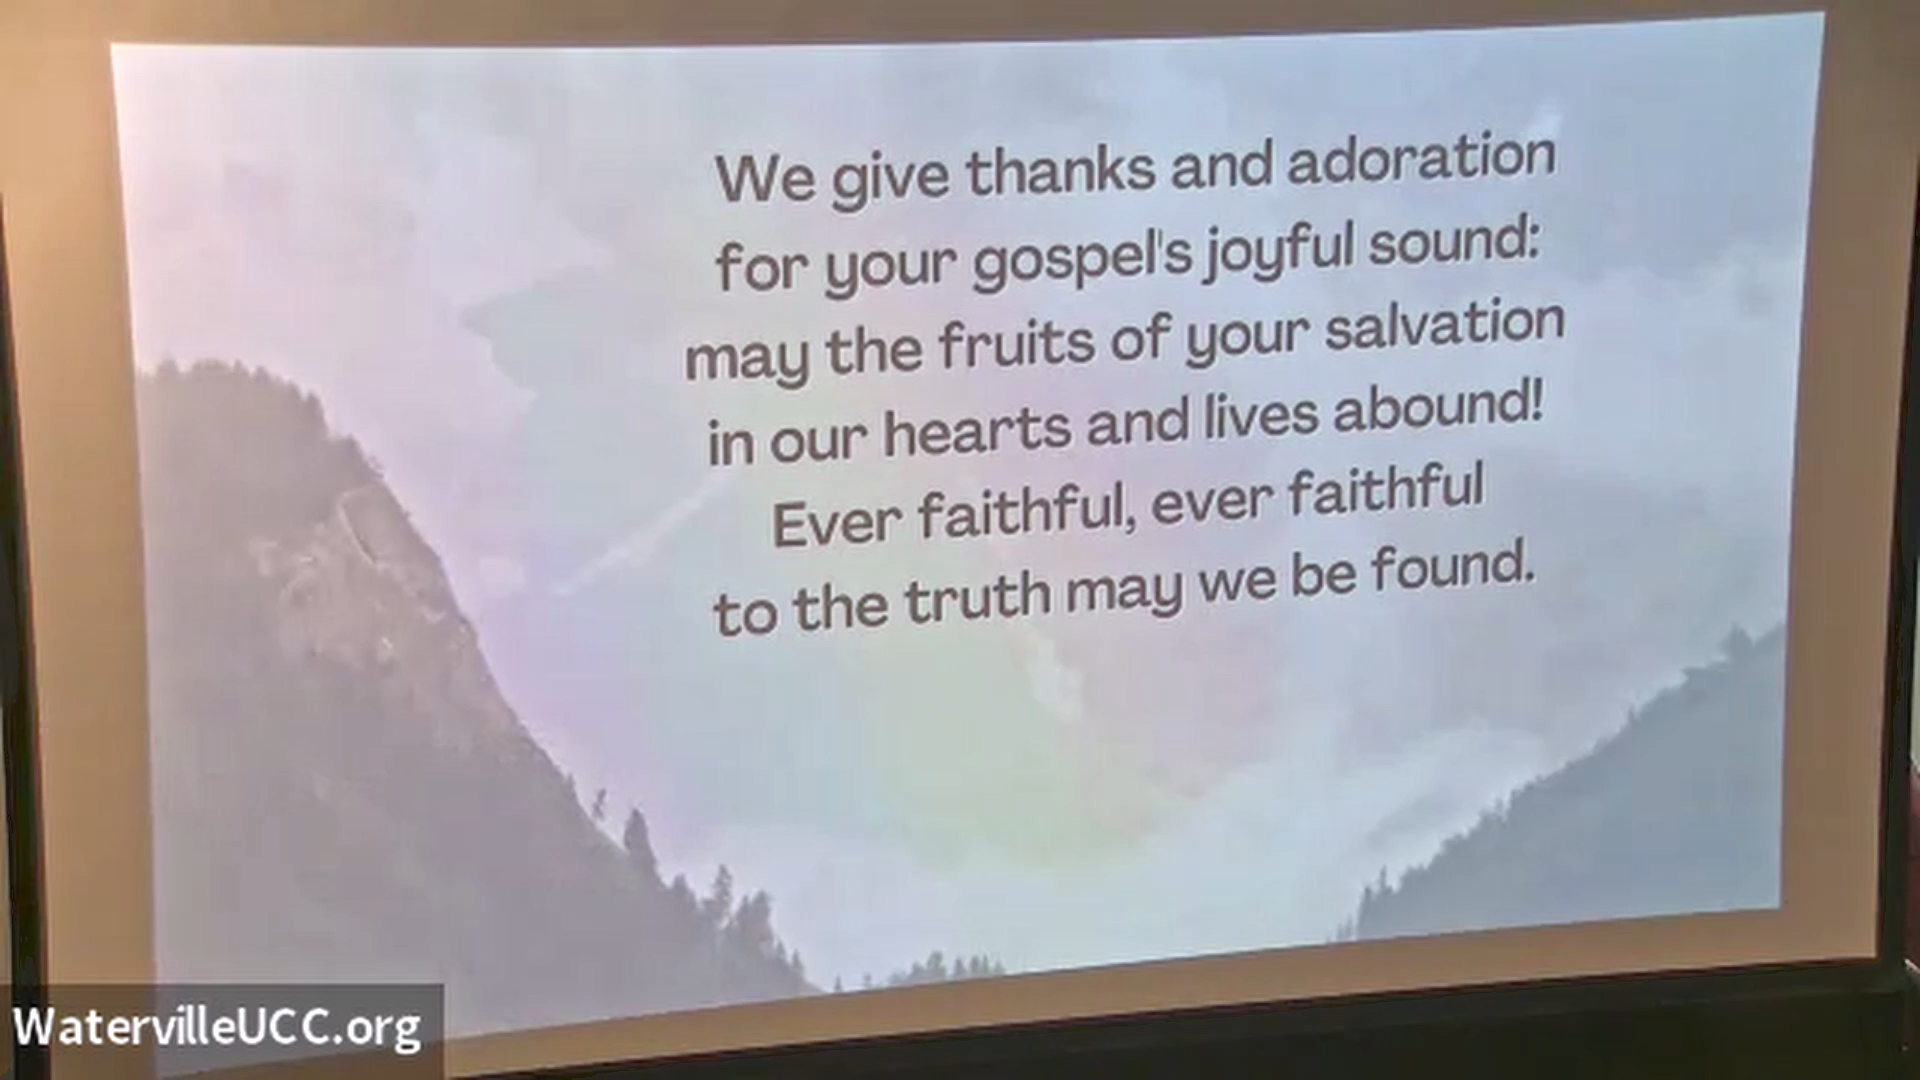 We give thanks and adoration
for your gospel's joyful sound:
may the fruits of your salvation
in our hearts and lives abound!
Ever faithful, ever faithful
to the truth may we be found.
WatervilleUCC.org